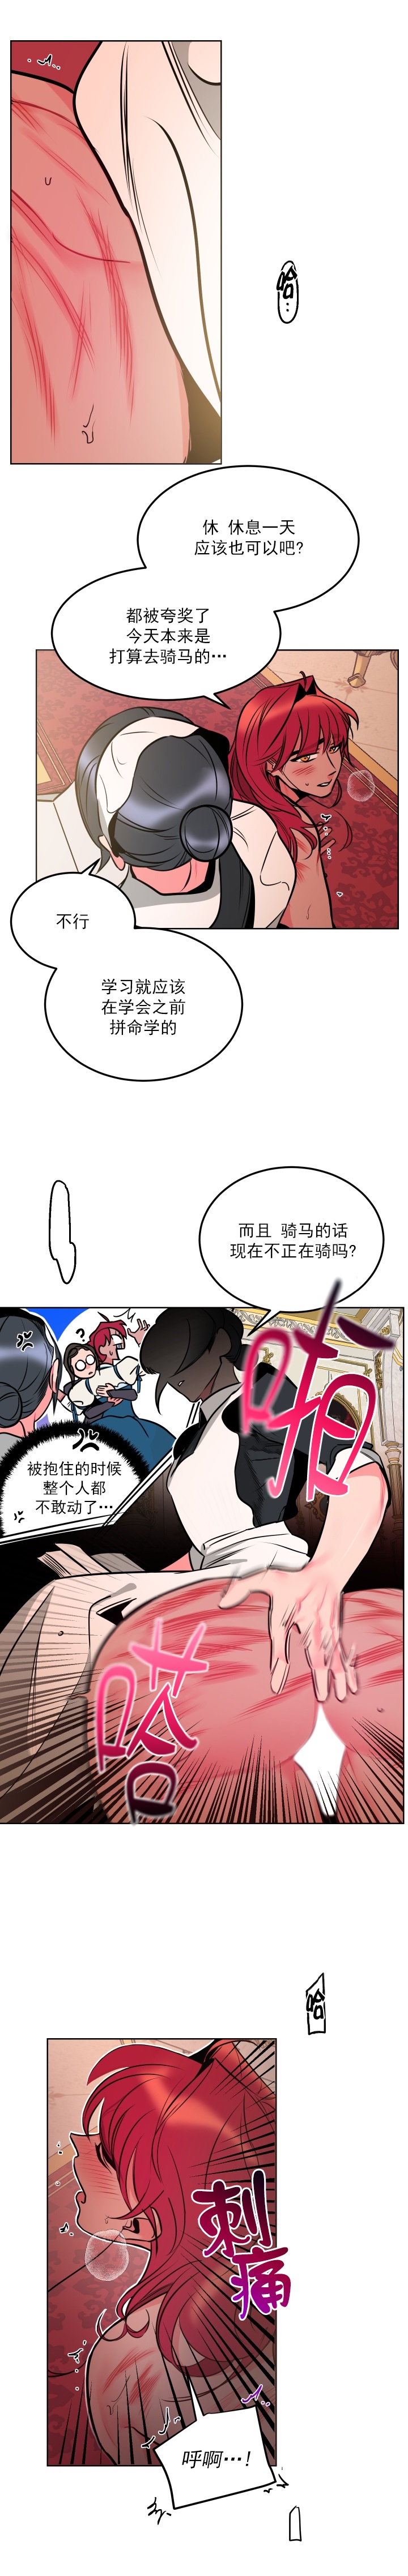 哈…
休 休息一天
应该也可以吧?
都被夸奖了
今天本来是
打算去骑马的…
不行
学习就应该
在学会之前
拼命学的
而且 骑马的话
现在不正在骑吗?
?
被抱住的时候
整个人都
不敢动了…
啪
哈
刺痛
呼啊…!